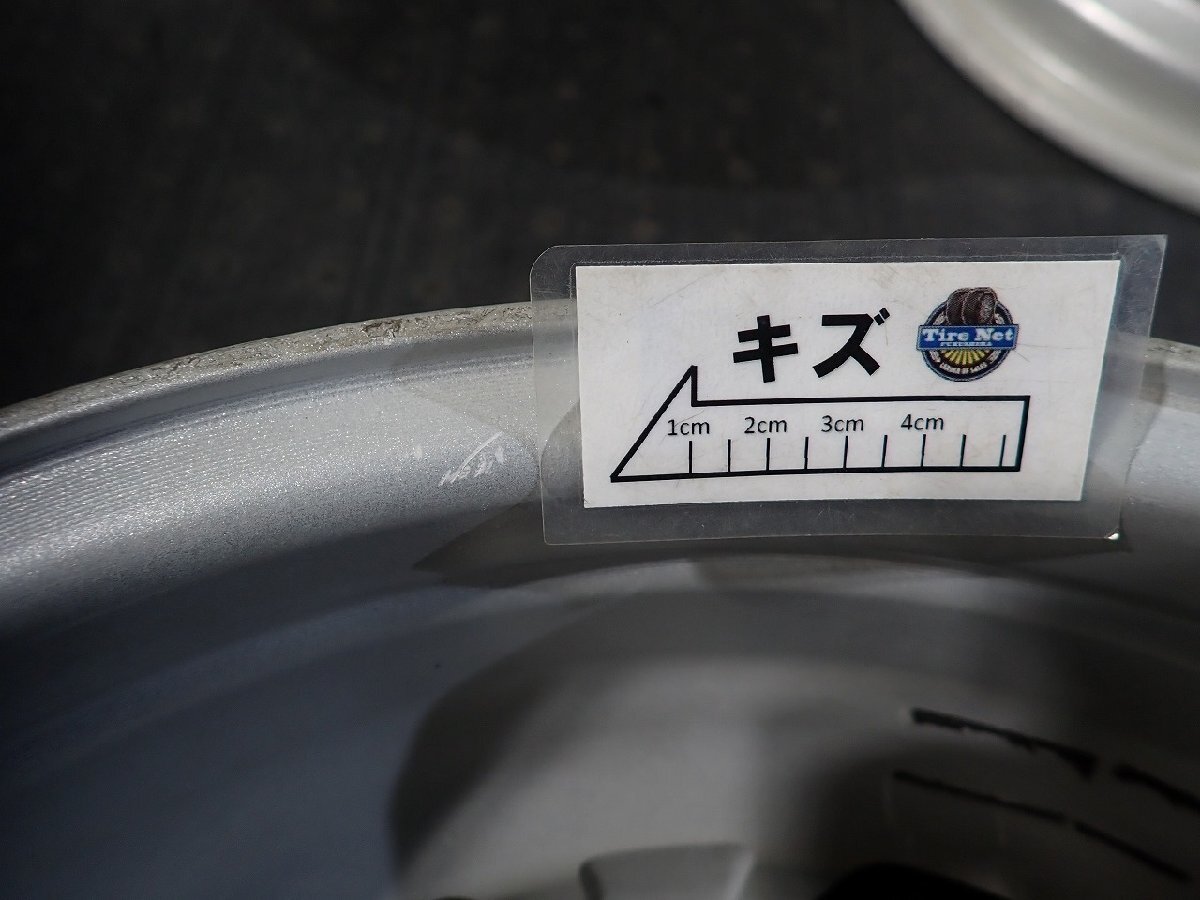 キズ
Tire Net
1cm 2cm 3cm 4cm